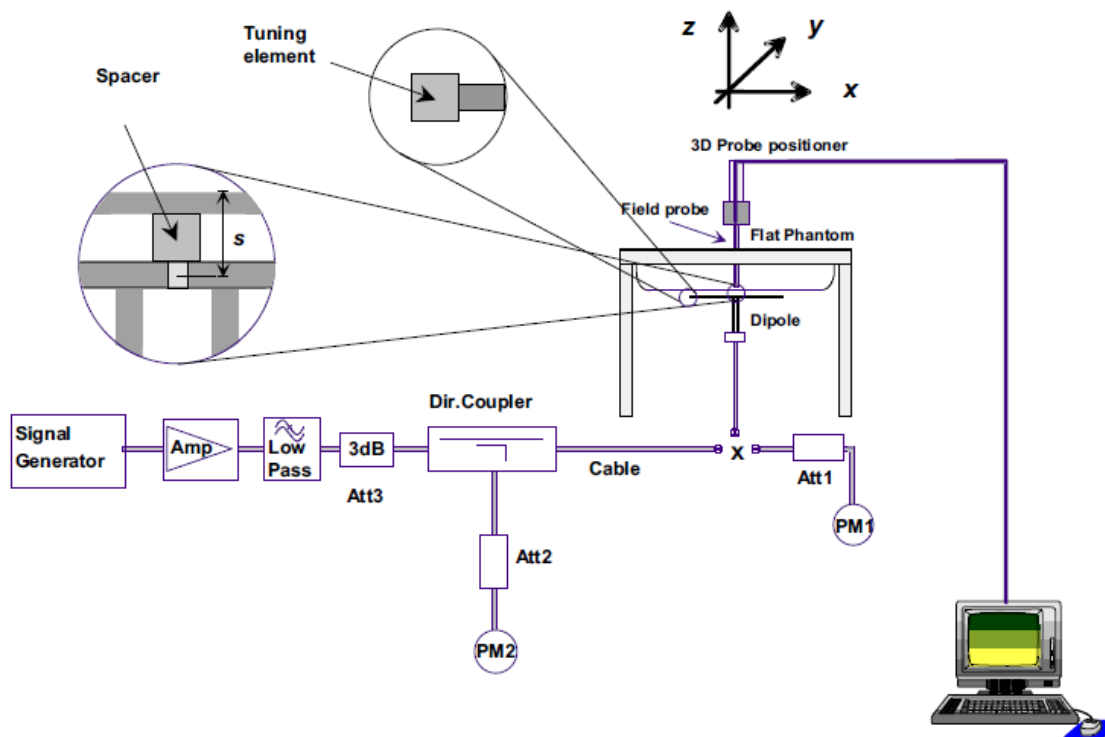 Tuning
element
Spacer
z
y
x
3D Probe positioner
Field probe
Flat Phantom
s
Dipole
Dir.Coupler
Signal
Generator
Amp
Low
Pass
3dB
Att3
Cable
x
Att1
PM1
Att2
PM2